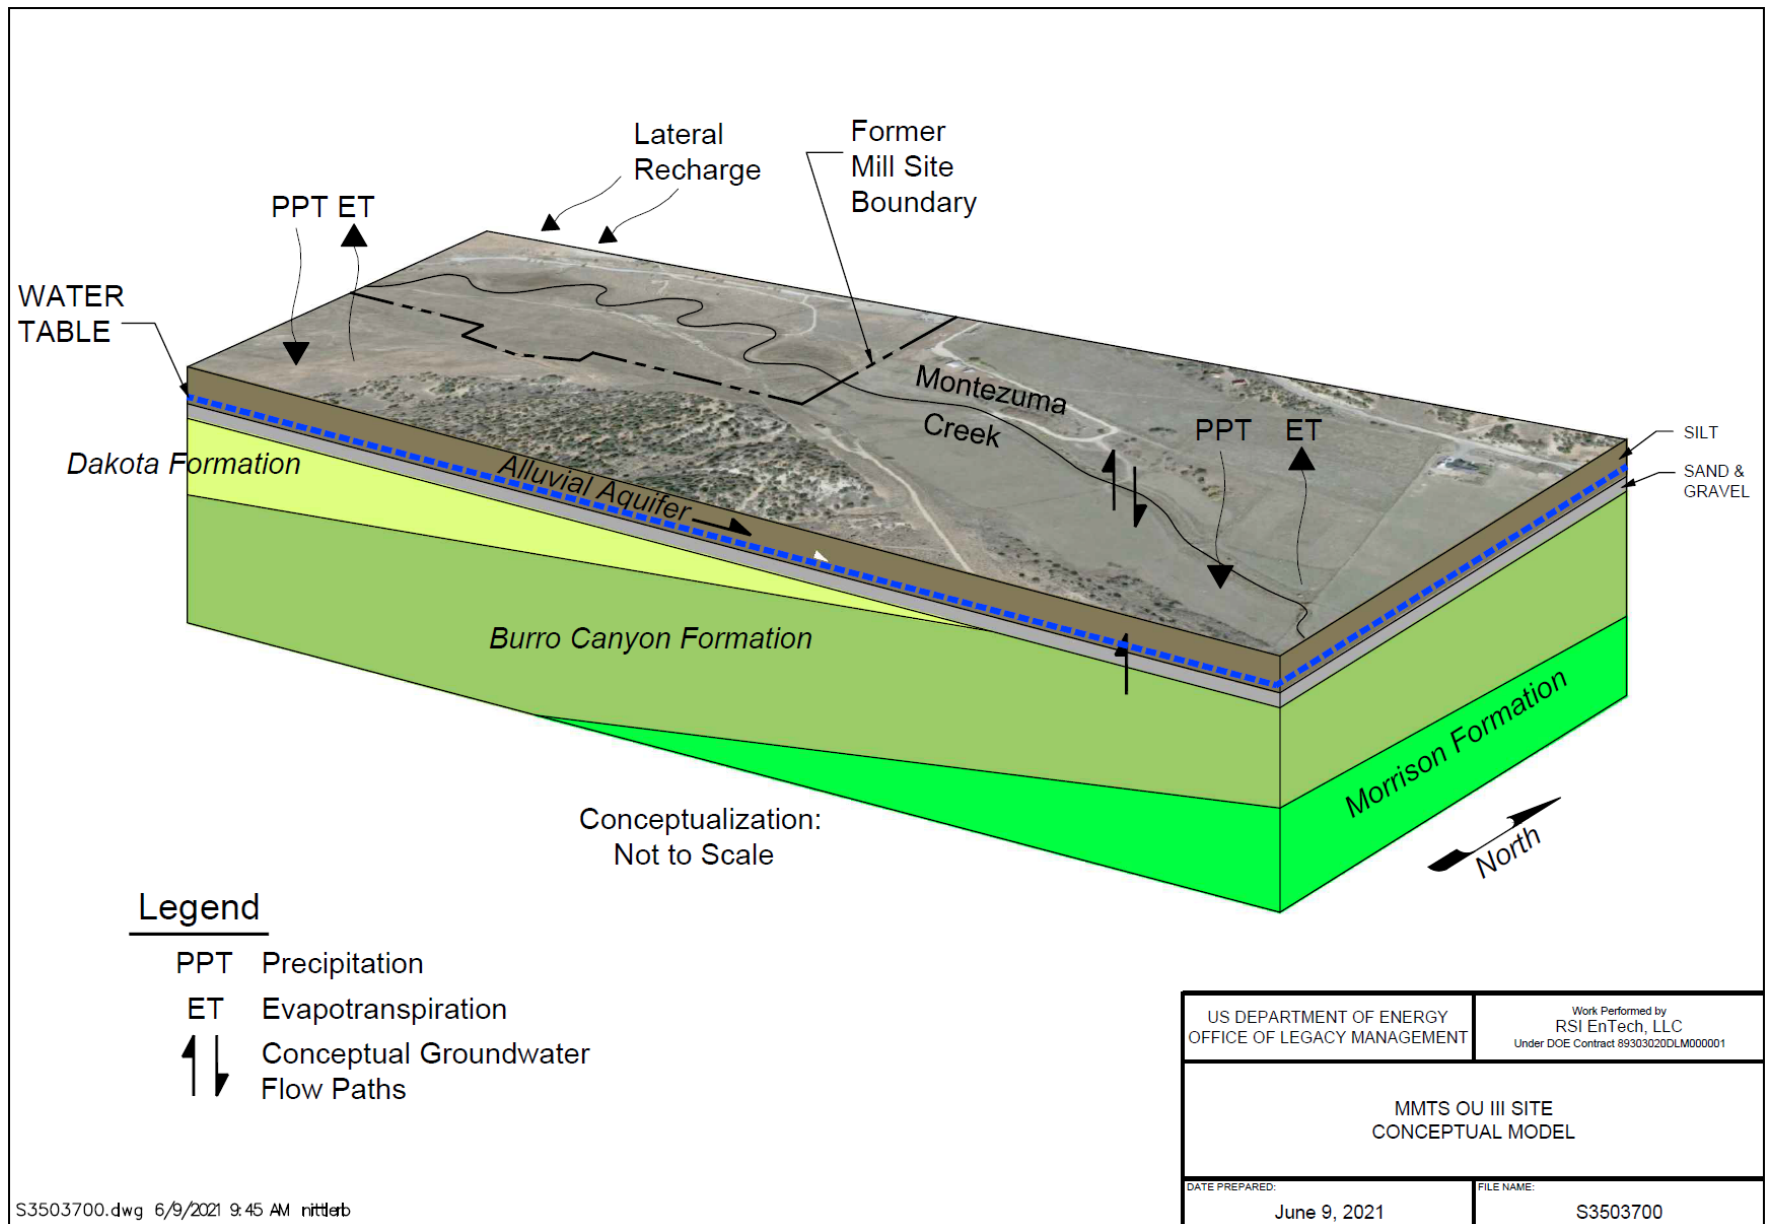 Lateral
Recharge
Former
Mill Site
Boundary
PPT ET
WATER
TABLE
Montezuma
Creek
PPT ET
SILT
SAND &
GRAVEL
Dakota Formation
Alluvial Aquifer
Burro Canyon Formation
Morrison Formation
North
Conceptualization:
Not to Scale
Legend
PPT Precipitation
ET Evapotranspiration
Conceptual Groundwater
Flow Paths
US DEPARTMENT OF ENERGY
OFFICE OF LEGACY MANAGEMENT
Work Performed by
RSI EnTech, LLC
Under DOE Contract 89303020DLM000001
MMTS OU III SITE
CONCEPTUAL MODEL
DATE PREPARED:
June 9, 2021
FILE NAME:
S3503700
S3503700.dwg 6/9/2021 9:45 AM